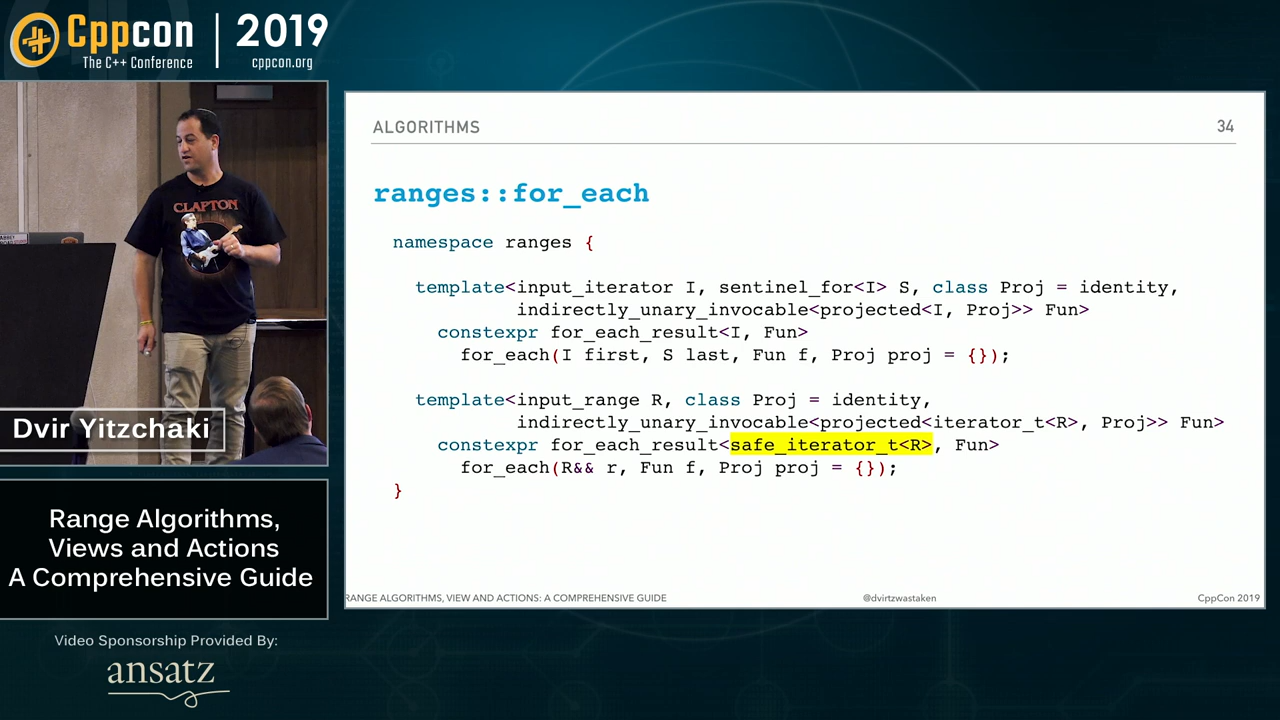 Cppcon
The C++ Conference
2019
cppcon.org
CLAPTON
Dvir Yitzchaki
Range Algorithms,
Views and Actions
A Comprehensive Guide
Video Sponsorship Provided By:
ansatz
ALGORITHMS
34
ranges::for_each
namespace ranges {
template<input_iterator I, sentinel_for<I> S, class Proj = identity,
indirectly_unary_invocable<projected<I, Proj>> Fun>
constexpr for_each_result<I, Fun>
for_each(I first, S last, Fun f, Proj proj = {});
template<input_range R, class Proj = identity,
indirectly_unary_invocable<projected<iterator_t<R>, Proj>> Fun>
constexpr for_each_result<safe_iterator_t<R>, Fun>
for_each(R&& r, Fun f, Proj proj = {});
}
RANGE ALGORITHMS, VIEW AND ACTIONS: A COMPREHENSIVE GUIDE
@dvirtzwastaken
CppCon 2019